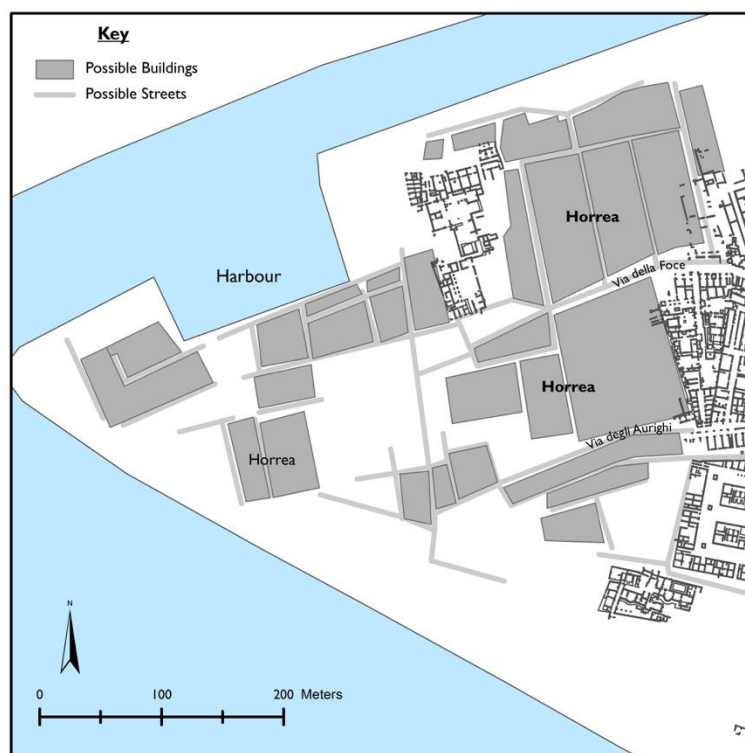 Key
Possible Buildings
Possible Streets
Horrea
Via della Foce
Harbour
Horrea
Via degli Aurighi
Horrea
N
0 100 200 Meters